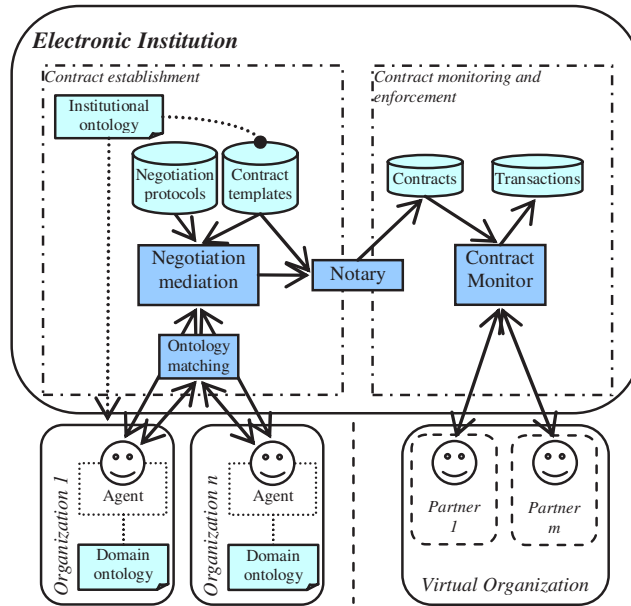 Electronic Institution
Contract establishment
Contract monitoring and
enforcement
Institutional
ontology
Negotiation
protocols
Contract
templates
Contracts
Transactions
Negotiation
mediation
Notary
Contract
Monitor
Ontology
matching
Organization 1
Agent
Domain
ontology
Organization n
Agent
Domain
ontology
Partner
1
Partner
m
Virtual Organization